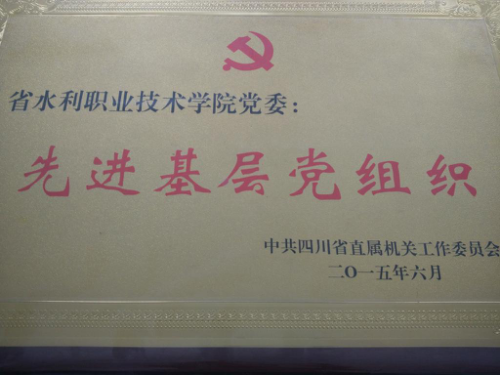 省水利职业技术学院党委：
先进基层党组织
中共四川省直属机关工作委员会
二〇一五年六月